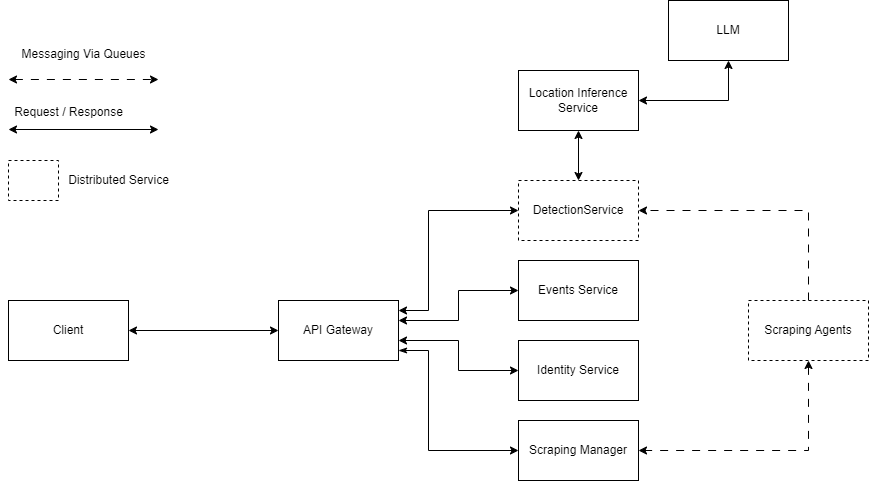 LLM
Messaging Via Queues
Location Inference
Service
Request / Response
Distributed Service
DetectionService
Events Service
Client
API Gateway
Scraping Agents
Identity Service
Scraping Manager